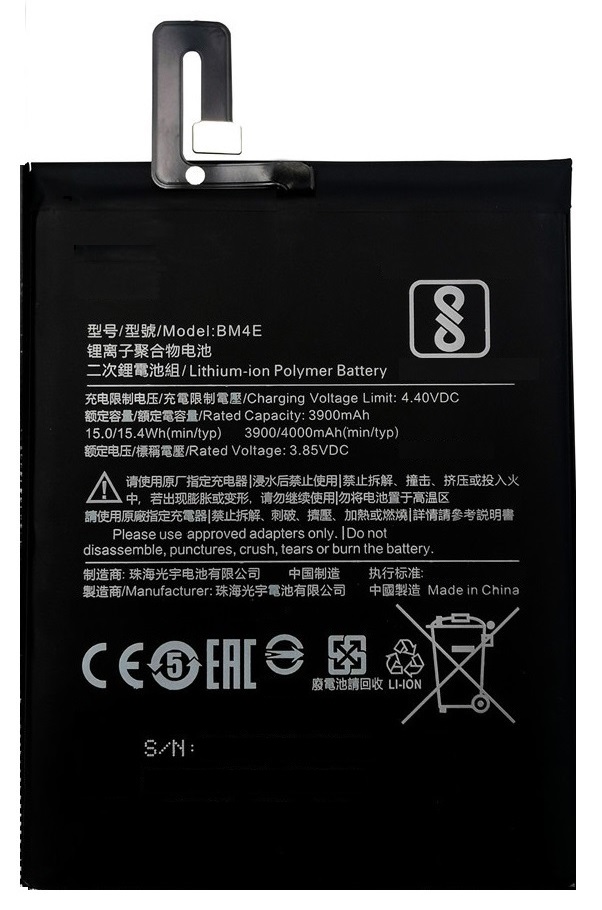 型号/型號/Model:BM4E
锂离子聚合物电池
二次鋰電池組/Lithium-ion Polymer Battery
充电限制电压/充電限制電壓/Charging Voltage Limit: 4.40VDC
额定容量/額定電容量/Rated Capacity: 3900mAh
15.0/15.4Wh(min/typ) 3900/4000mAh (min/typ)
额定电压/標稱電壓/Rated Voltage: 3.85VDC
请使用原厂指定充电器|浸水后禁止使用|禁止拆解、撞击、挤压或投入火
中, 若出现膨胀或变形, 请勿继续使用|勿将电池置于高温区
請使用原廠指定充電器|禁止拆解、刺破、擠壓、加熱或燃燒|詳情請參考説明書
Please use approved adapters only. |Do not
disassemble, punctures, crush, tears or burn the battery.
制造商: 珠海光宇电池有限公司 中国制造 执行标准:
製造商/Manufacturer: 珠海光宇電池有限公司 中國製造 Made in China
CE 5 EAC
廢電池請回收 LI-ION
S/N: